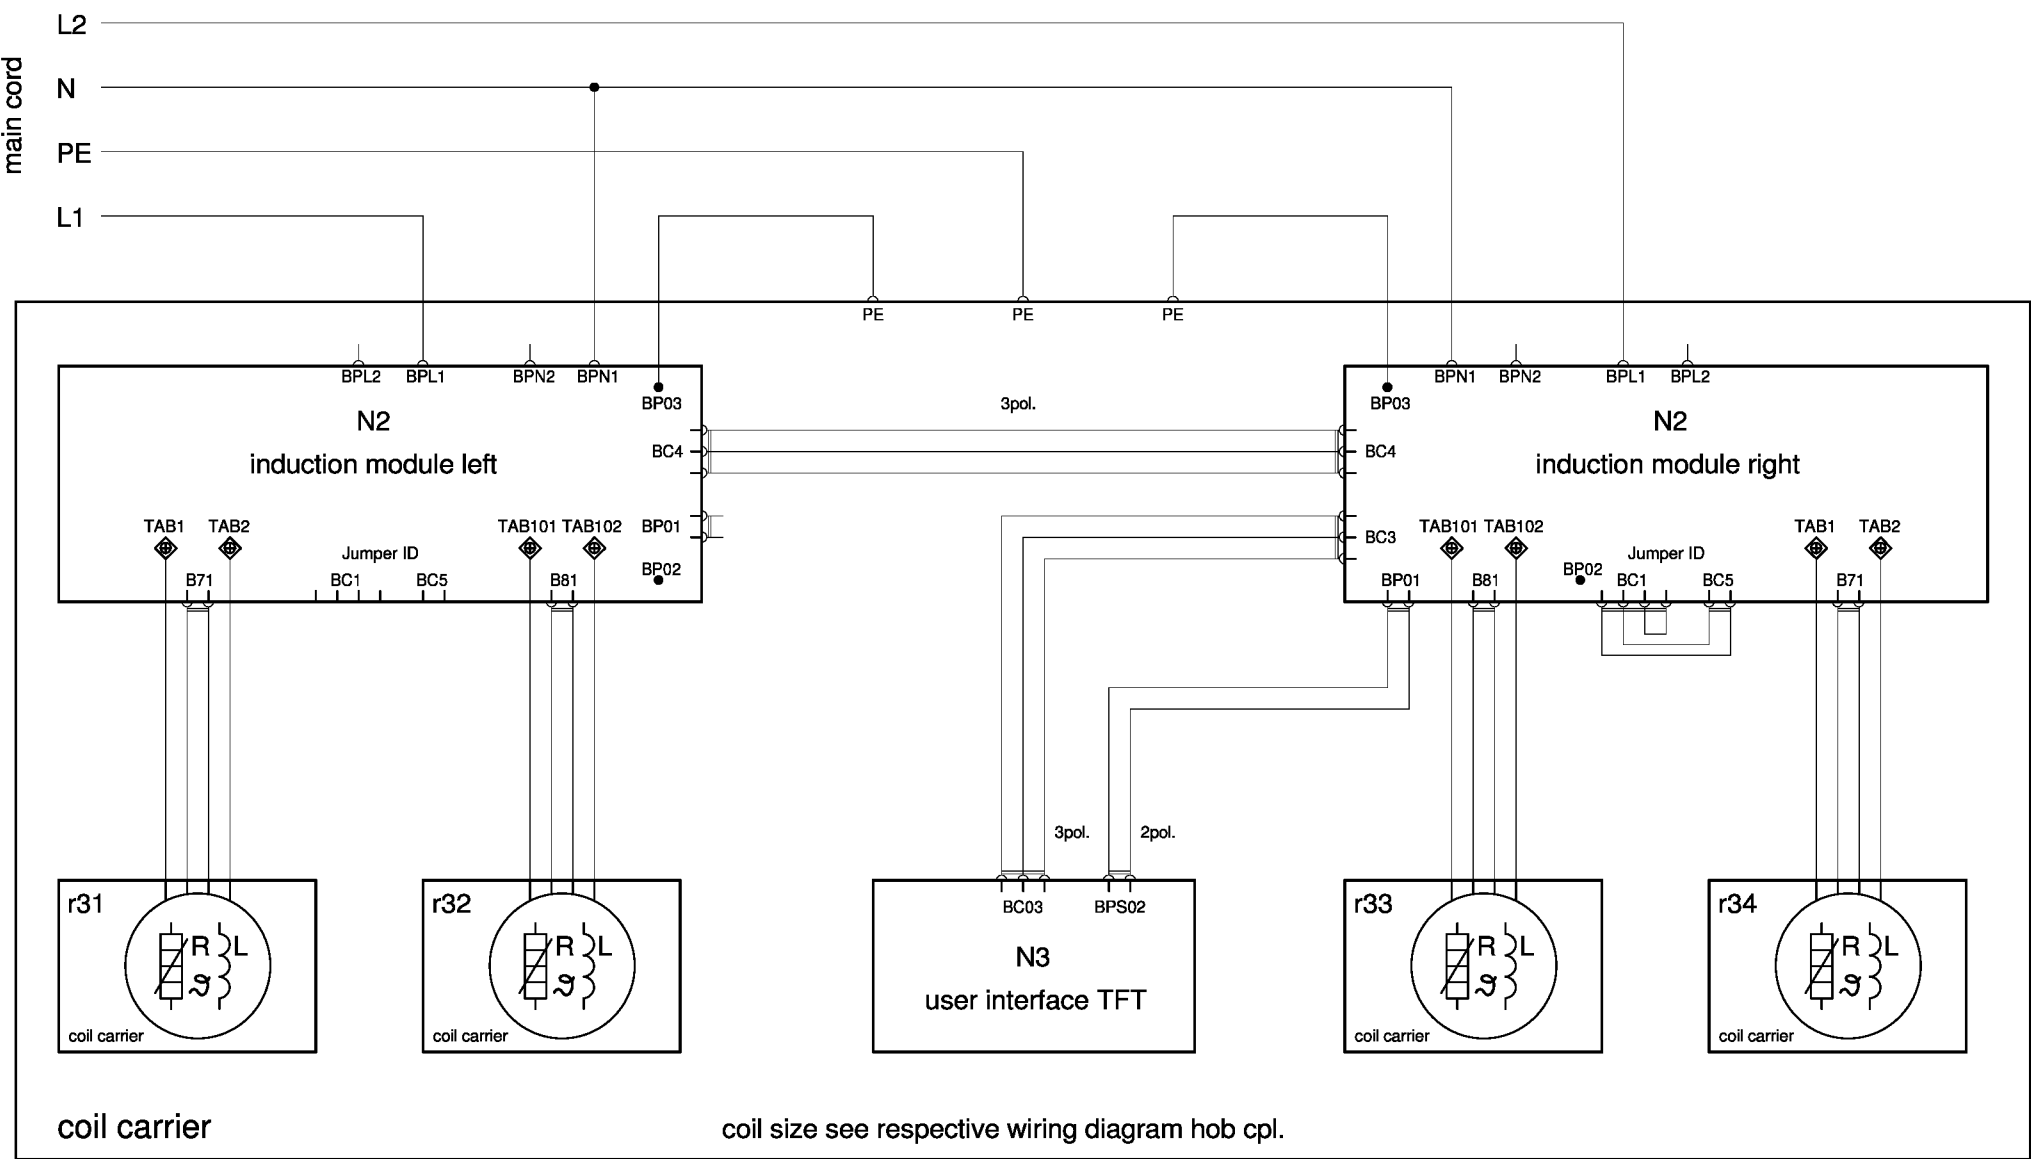 L2
main cord
N
PE
L1
PE PE PE
BPL2 BPL1 BPN2 BPN1
BPN1 BPN2 BPL1 BPL2
BP03 3pol. BP03
N2 N2
BC4 BC4
induction module left
induction module right
TAB1 TAB2 TAB101 TAB102 BP01
BC3 TAB101 TAB102 TAB1 TAB2
Jumper ID Jumper ID
B71 BC1 BC5 B81 BP02
BP01 B81 BP02 BC1 BC5 B71
3pol. 2pol.
r31 r32 BC03 BPS02 r33 r34
R L R L R L R L
N3
ϑ ϑ ϑ ϑ
user interface TFT
coil carrier coil carrier coil carrier coil carrier
coil carrier
coil size see respective wiring diagram hob cpl.